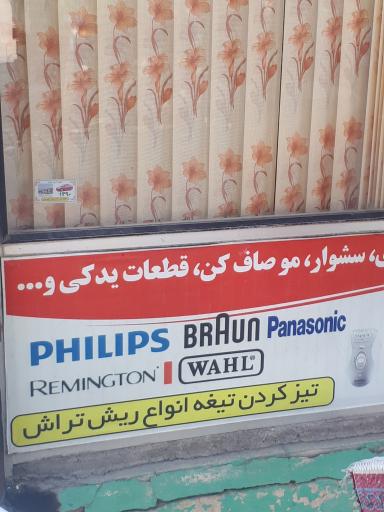 سشوار، مو صاف کن، قطعات یدکی و...
PHILIPS BRAUN Panasonic
REMINGTON WAHL
تیز کردن تیغه انواع ریش تراش